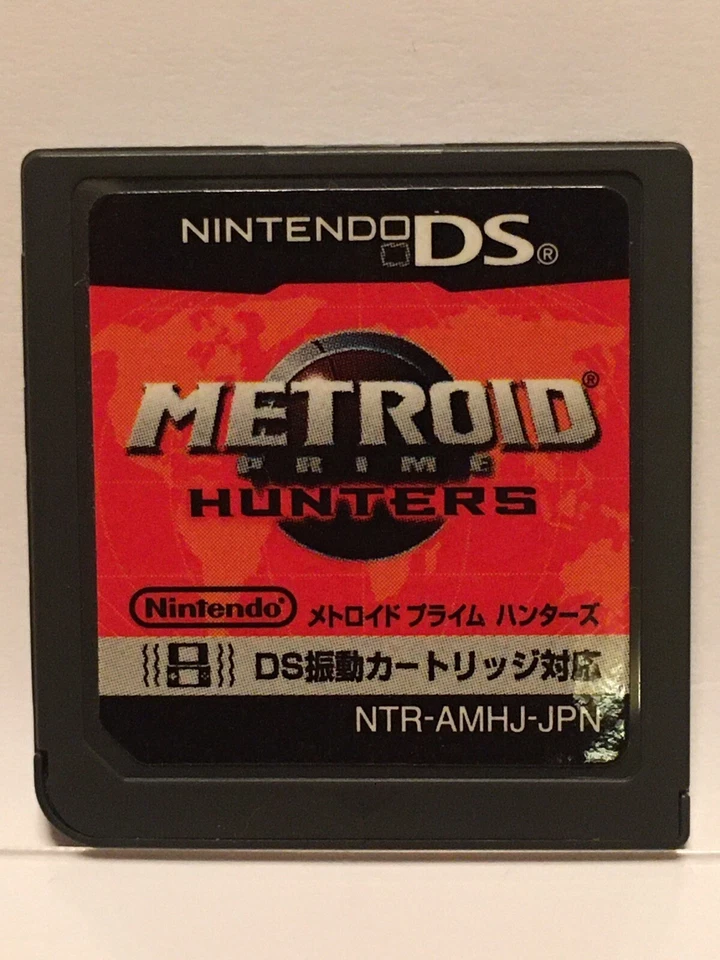 NINTENDO DS®
METROID®
PRIME
HUNTERS
Nintendo® メトロイド プライム ハンターズ
DS振動カートリッジ対応
NTR-AMHJ-JPN